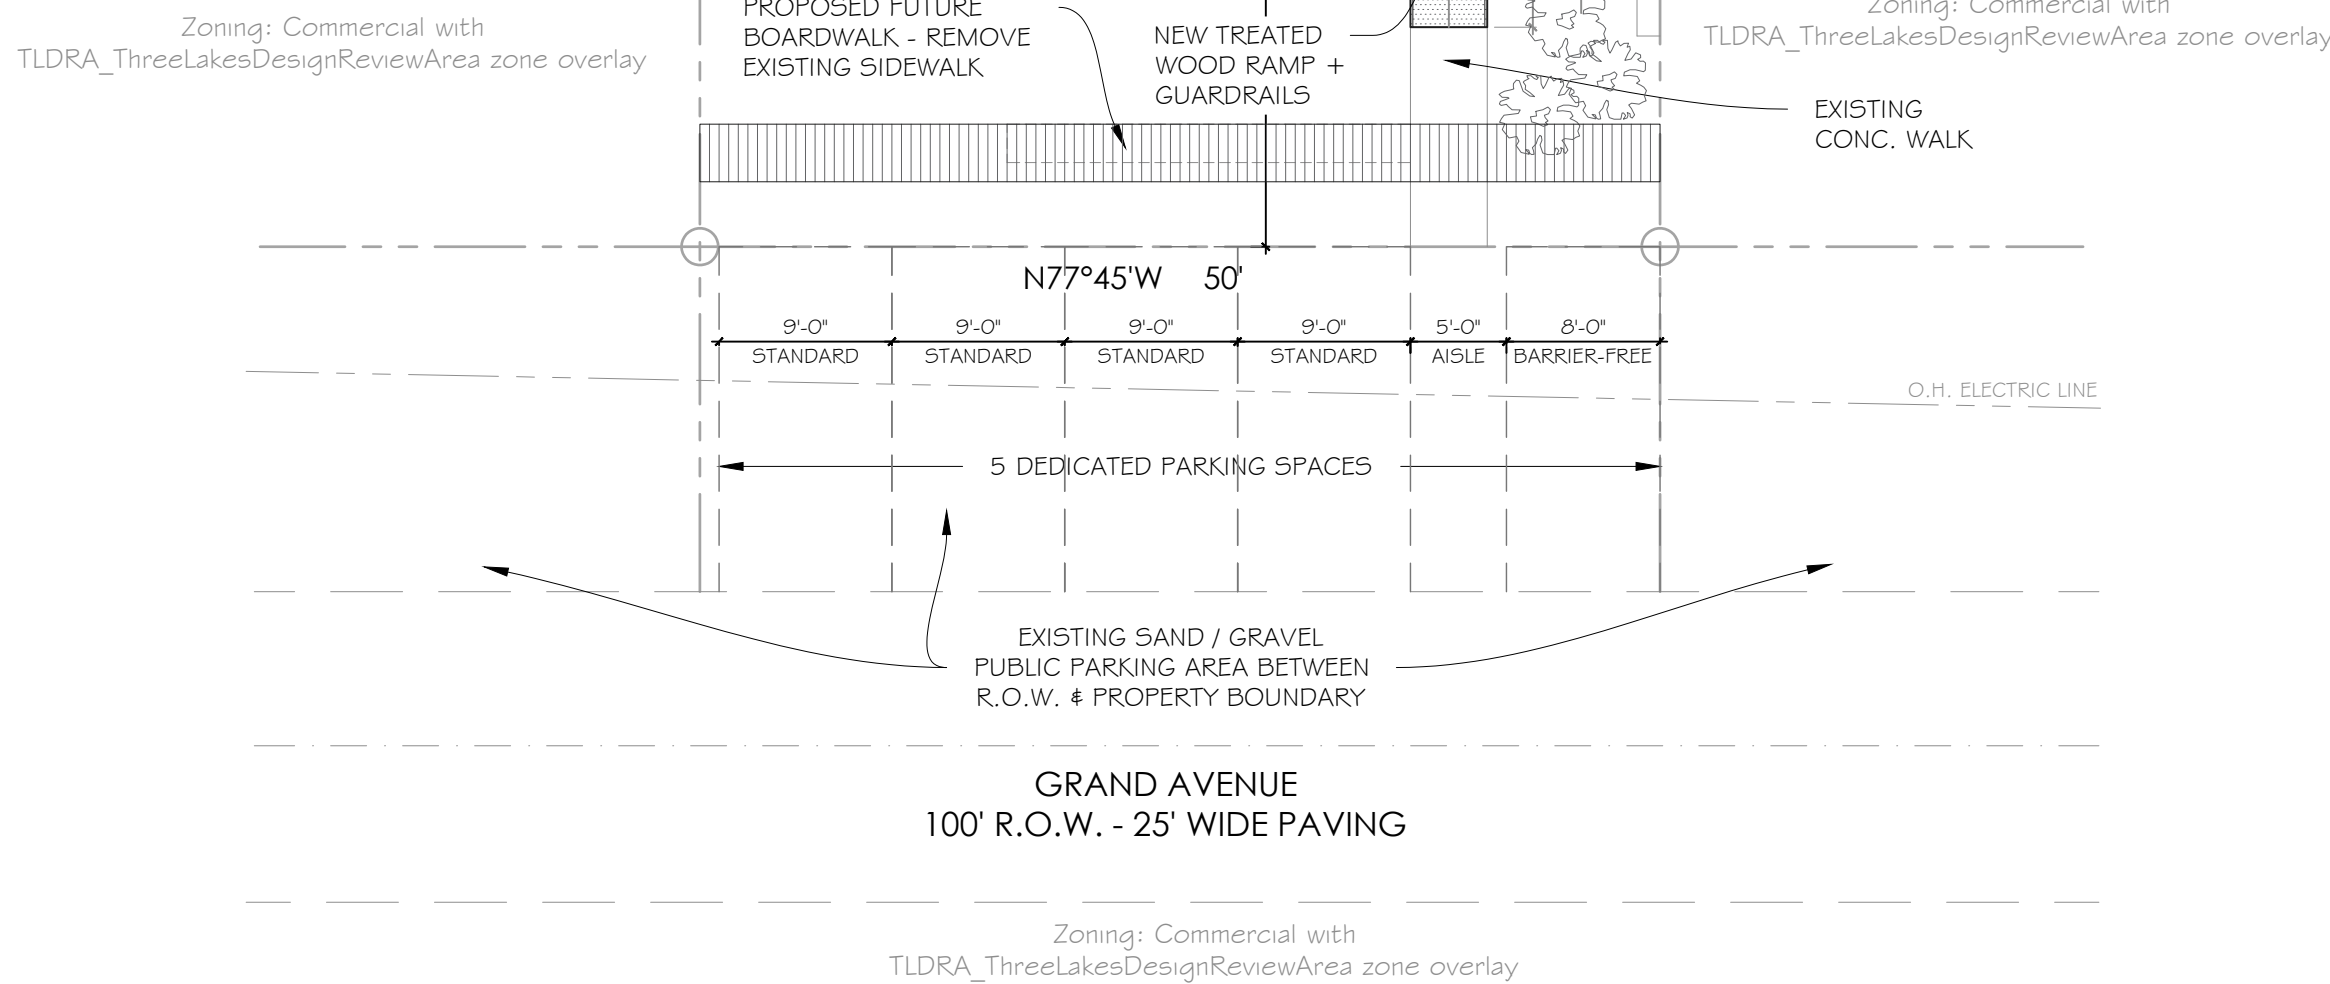 Zoning: Commercial with
TLDRA_ThreeLakesDesignReviewArea zone overlay
PROPOSED FUTURE
BOARDWALK - REMOVE
EXISTING SIDEWALK
NEW TREATED
WOOD RAMP +
GUARDRAILS
Zoning: Commercial with
TLDRA_ThreeLakesDesignReviewArea zone overlay
EXISTING
CONC. WALK
N77°45'W 50'
9'-0" 9'-0" 9'-0" 9'-0" 5'-0" 8'-0"
STANDARD STANDARD STANDARD STANDARD AISLE BARRIER-FREE
O.H. ELECTRIC LINE
5 DEDICATED PARKING SPACES
EXISTING SAND / GRAVEL
PUBLIC PARKING AREA BETWEEN
R.O.W. & PROPERTY BOUNDARY
GRAND AVENUE
100' R.O.W. - 25' WIDE PAVING
Zoning: Commercial with
TLDRA_ThreeLakesDesignReviewArea zone overlay